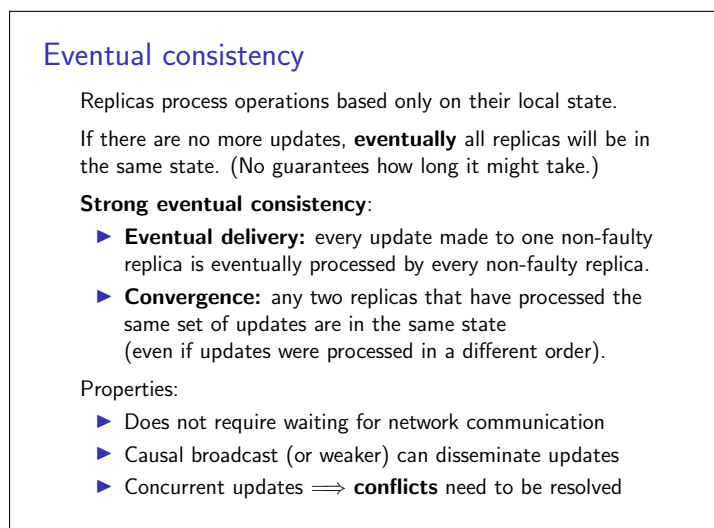 Eventual consistency
Replicas process operations based only on their local state.
If there are no more updates, eventually all replicas will be in
the same state. (No guarantees how long it might take.)
Strong eventual consistency:
▶ Eventual delivery: every update made to one non-faulty
replica is eventually processed by every non-faulty replica.
▶ Convergence: any two replicas that have processed the
same set of updates are in the same state
(even if updates were processed in a different order).
Properties:
▶ Does not require waiting for network communication
▶ Causal broadcast (or weaker) can disseminate updates
▶ Concurrent updates ⟹ conflicts need to be resolved